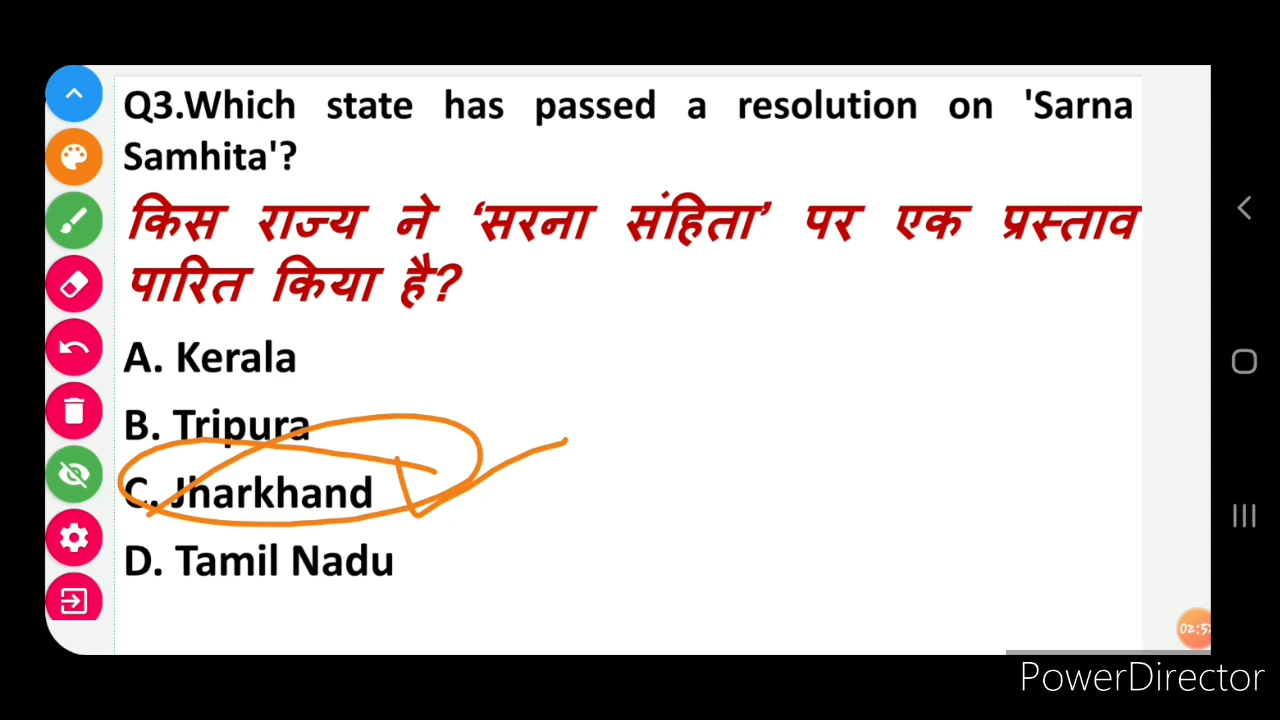 Q3.Which state has passed a resolution on 'Sarna
Samhita'?
किस राज्य ने ‘सरना संहिता’ पर एक प्रस्ताव
पारित किया है?
A. Kerala
B. Tripura
C. Jharkhand
D. Tamil Nadu
PowerDirector